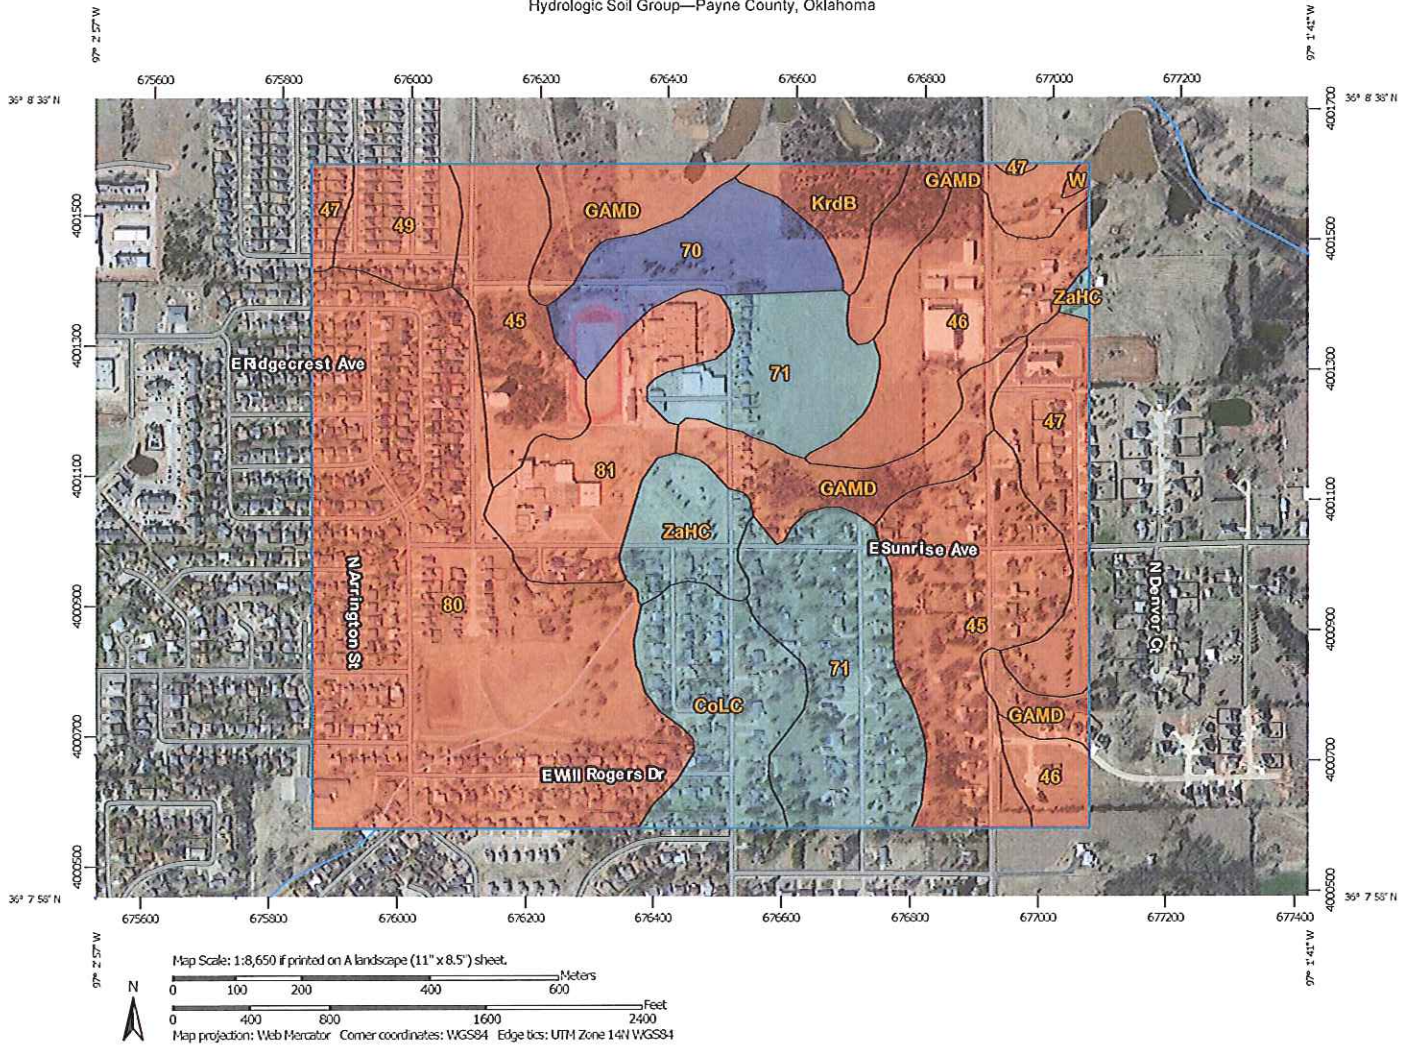 Hydrologic Soil Group—Payne County, Oklahoma
97° 2' 57" W
97° 1' 41" W
675600
675800
676000
676200
676400
676600
676800
677000
677200
36° 8' 38" N
36° 8' 38" N
4001700
4001500
4001500
4001300
4001300
4001100
4001100
4000900
4000900
4000700
4000700
4000500
4000500
47
49
GAMD
KrdB
GAMD
47
W
70
ZaHC
45
46
E Ridgecrest Ave
71
47
81
GAMD
ZaHC
E Sunrise Ave
N Arrington St
N Denver Ct
80
45
71
CoLC
GAMD
E Will Rogers Dr
46
36° 7' 58" N
36° 7' 58" N
675600
675800
676000
676200
676400
676600
676800
677000
677200
677400
97° 2' 57" W
97° 1' 41" W
N
Map Scale: 1:8,650 if printed on A landscape (11" x 8.5") sheet.
Meters
0 100 200 400 600
Feet
0 400 800 1600 2400
Map projection: Web Mercator Corner coordinates: WGS84 Edge tics: UTM Zone 14N WGS84